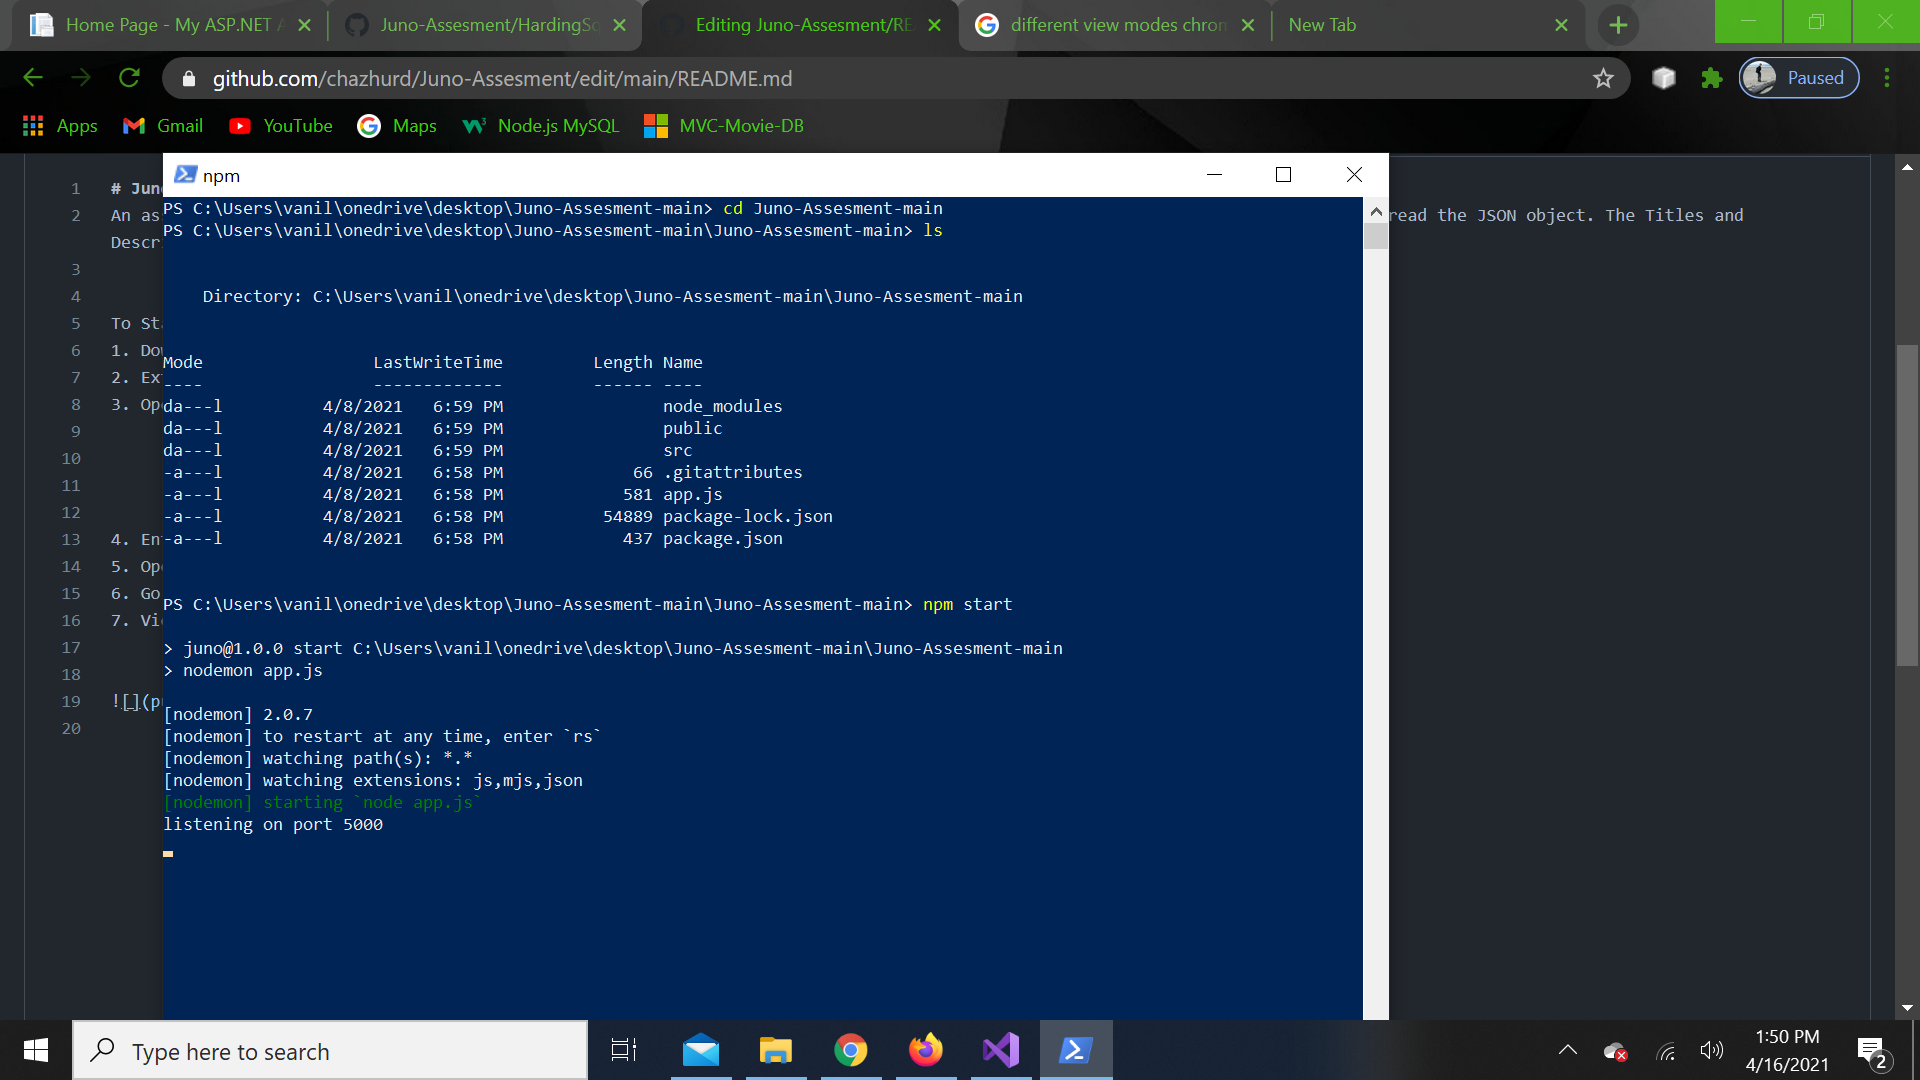 Home Page - My ASP.NET A
Juno-Assesment/HardingSq
Editing Juno-Assesment/RE
different view modes chrom
New Tab
github.com/chazhurd/Juno-Assesment/edit/main/README.md
Paused
Apps
Gmail
YouTube
Maps
Node.js MySQL
MVC-Movie-DB
npm
1 # Jun
2 An as
read the JSON object. The Titles and
Descr
3
4
5 To St
6 1. Do
7 2. Ex
8 3. Op
9
10
11
12
13 4. En
14 5. Op
15 6. Go
16 7. Vi
17
18
19 ![](p
20
PS C:\Users\vanil\onedrive\desktop\Juno-Assesment-main> cd Juno-Assesment-main
PS C:\Users\vanil\onedrive\desktop\Juno-Assesment-main\Juno-Assesment-main> ls
Directory: C:\Users\vanil\onedrive\desktop\Juno-Assesment-main\Juno-Assesment-main
Mode LastWriteTime Length Name
---- ------------- ------ ----
da---l 4/8/2021 6:59 PM node_modules
da---l 4/8/2021 6:59 PM public
da---l 4/8/2021 6:59 PM src
-a---l 4/8/2021 6:58 PM 66 .gitattributes
-a---l 4/8/2021 6:58 PM 581 app.js
-a---l 4/8/2021 6:58 PM 54889 package-lock.json
-a---l 4/8/2021 6:58 PM 437 package.json
PS C:\Users\vanil\onedrive\desktop\Juno-Assesment-main\Juno-Assesment-main> npm start
> juno@1.0.0 start C:\Users\vanil\onedrive\desktop\Juno-Assesment-main\Juno-Assesment-main
> nodemon app.js
[nodemon] 2.0.7
[nodemon] to restart at any time, enter `rs`
[nodemon] watching path(s): *.*
[nodemon] watching extensions: js,mjs,json
[nodemon] starting `node app.js`
listening on port 5000
Type here to search
1:50 PM
4/16/2021
2